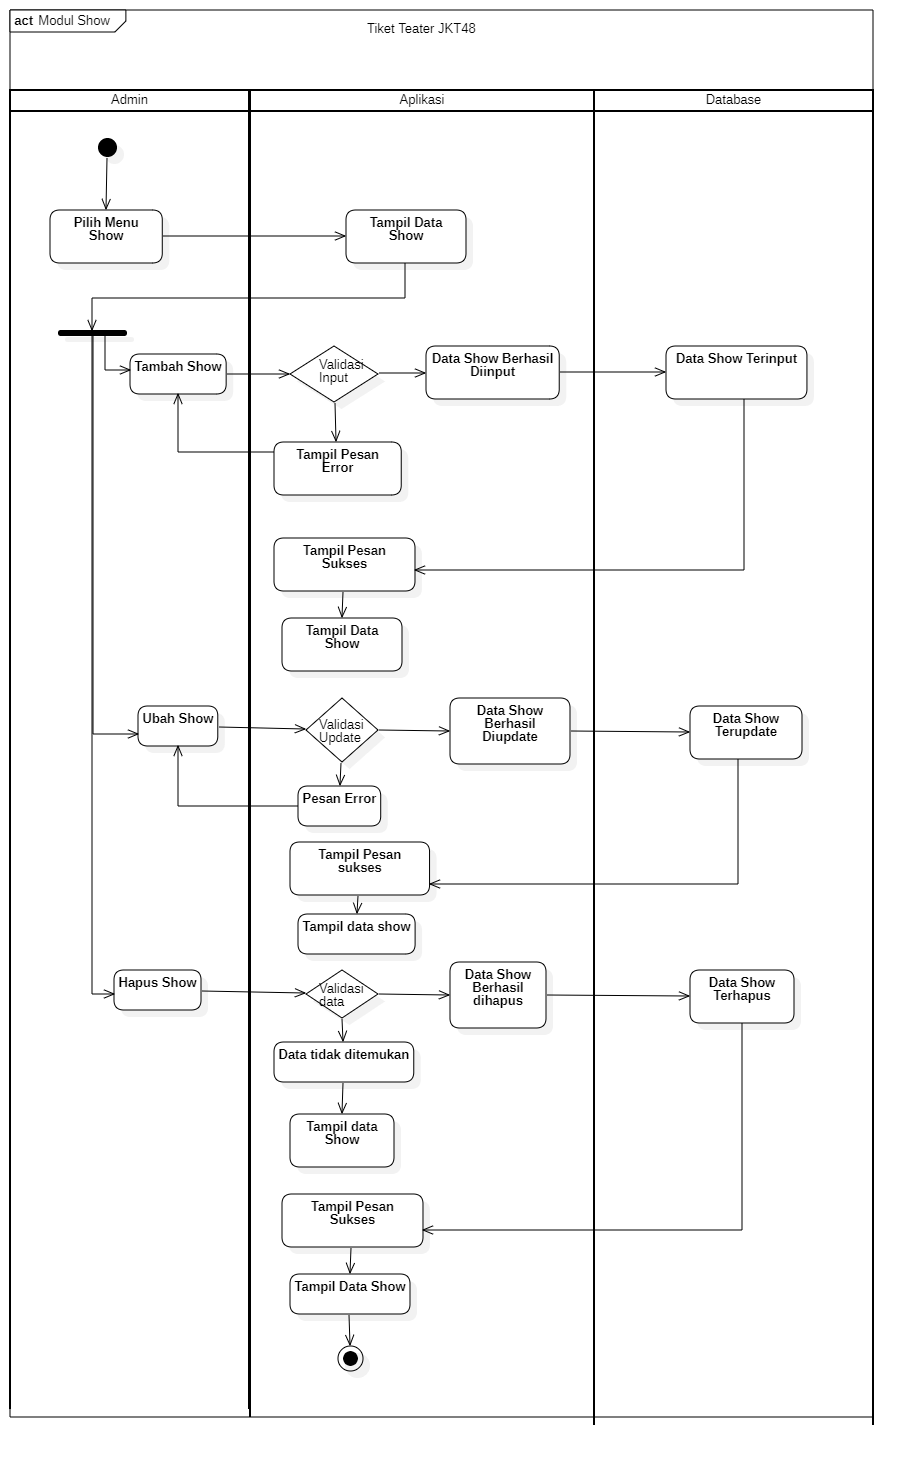 act Modul Show
Tiket Teater JKT48
Admin
Aplikasi
Database
Pilih Menu
Show
Tampil Data
Show
Tambah Show
Validasi
Input
Data Show Berhasil
Diinput
Data Show Terinput
Tampil Pesan
Error
Tampil Pesan
Sukses
Tampil Data
Show
Ubah Show
Validasi
Update
Data Show
Berhasil
Diupdate
Data Show
Terupdate
Pesan Error
Tampil Pesan
sukses
Tampil data show
Hapus Show
Validasi
data
Data Show
Berhasil
dihapus
Data Show
Terhapus
Data tidak ditemukan
Tampil data
Show
Tampil Pesan
Sukses
Tampil Data Show